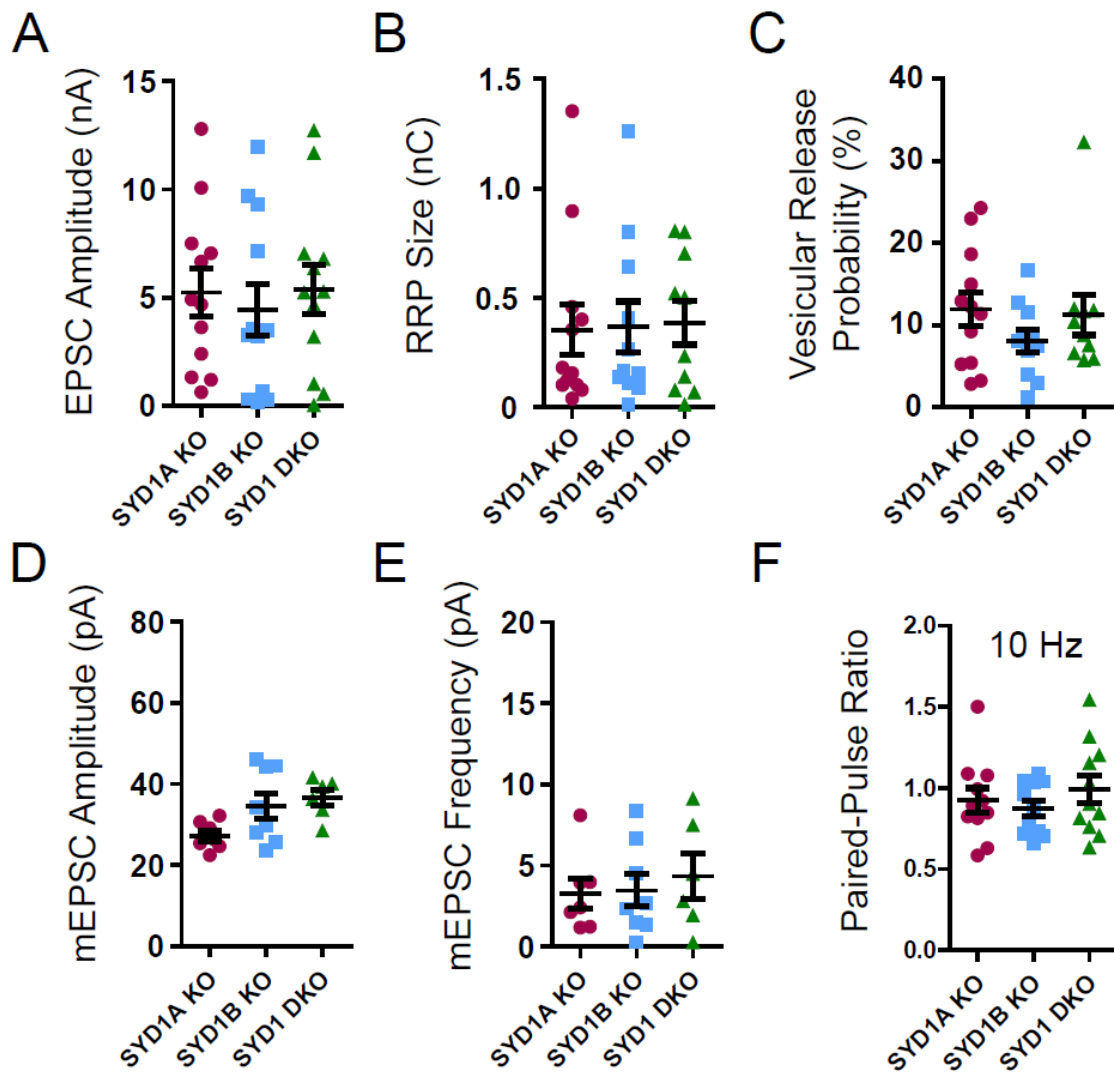 A
EPSC Amplitude (nA)
15
10
5
0
SYD1A KO
SYD1B KO
SYD1 DKO
B
RRP Size (nC)
1.5
1.0
0.5
0
SYD1A KO
SYD1B KO
SYD1 DKO
C
Vesicular Release
Probability (%)
40
30
20
10
0
SYD1A KO
SYD1B KO
SYD1 DKO
D
mEPSC Amplitude (pA)
80
60
40
20
0
SYD1A KO
SYD1B KO
SYD1 DKO
E
mEPSC Frequency (pA)
20
15
10
5
0
SYD1A KO
SYD1B KO
SYD1 DKO
F
Paired-Pulse Ratio
10 Hz
2.0
1.5
1.0
0.5
0.0
SYD1A KO
SYD1B KO
SYD1 DKO